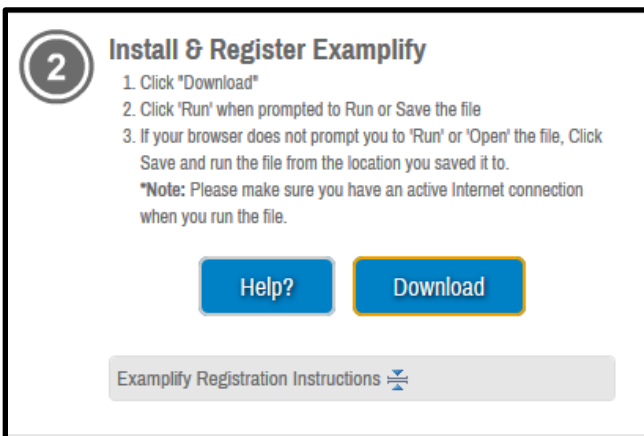 2
Install & Register Examplify
1. Click "Download"
2. Click 'Run' when prompted to Run or Save the file
3. If your browser does not prompt you to 'Run' or 'Open' the file, Click
Save and run the file from the location you saved it to.
*Note: Please make sure you have an active Internet connection
when you run the file.
Help? Download
Examplify Registration Instructions